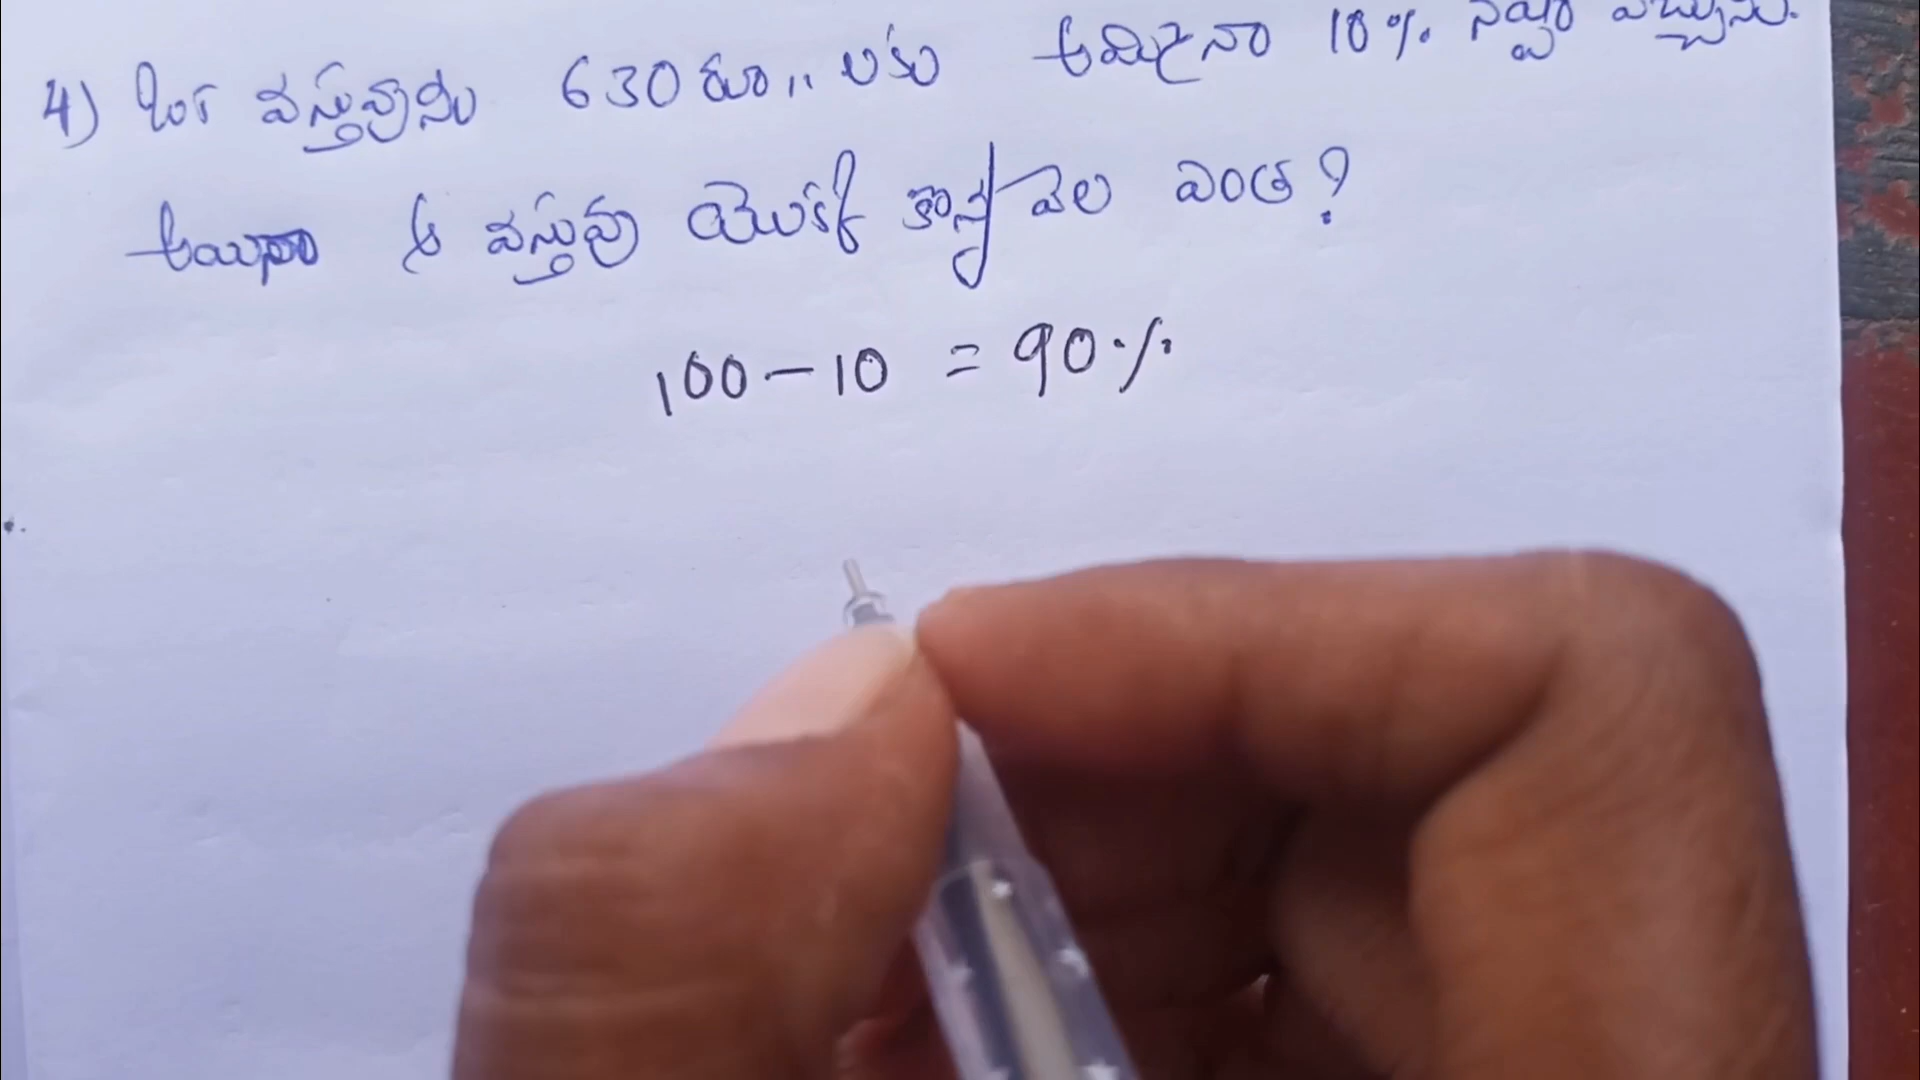 4) ఒక వస్తువును 630 రూ,, లకు అమ్మినా 10% నష్టం వచ్చును.
అయినా ఆ వస్తువు యొక్క కొన్న వెల ఎంత?
100 - 10 = 90%